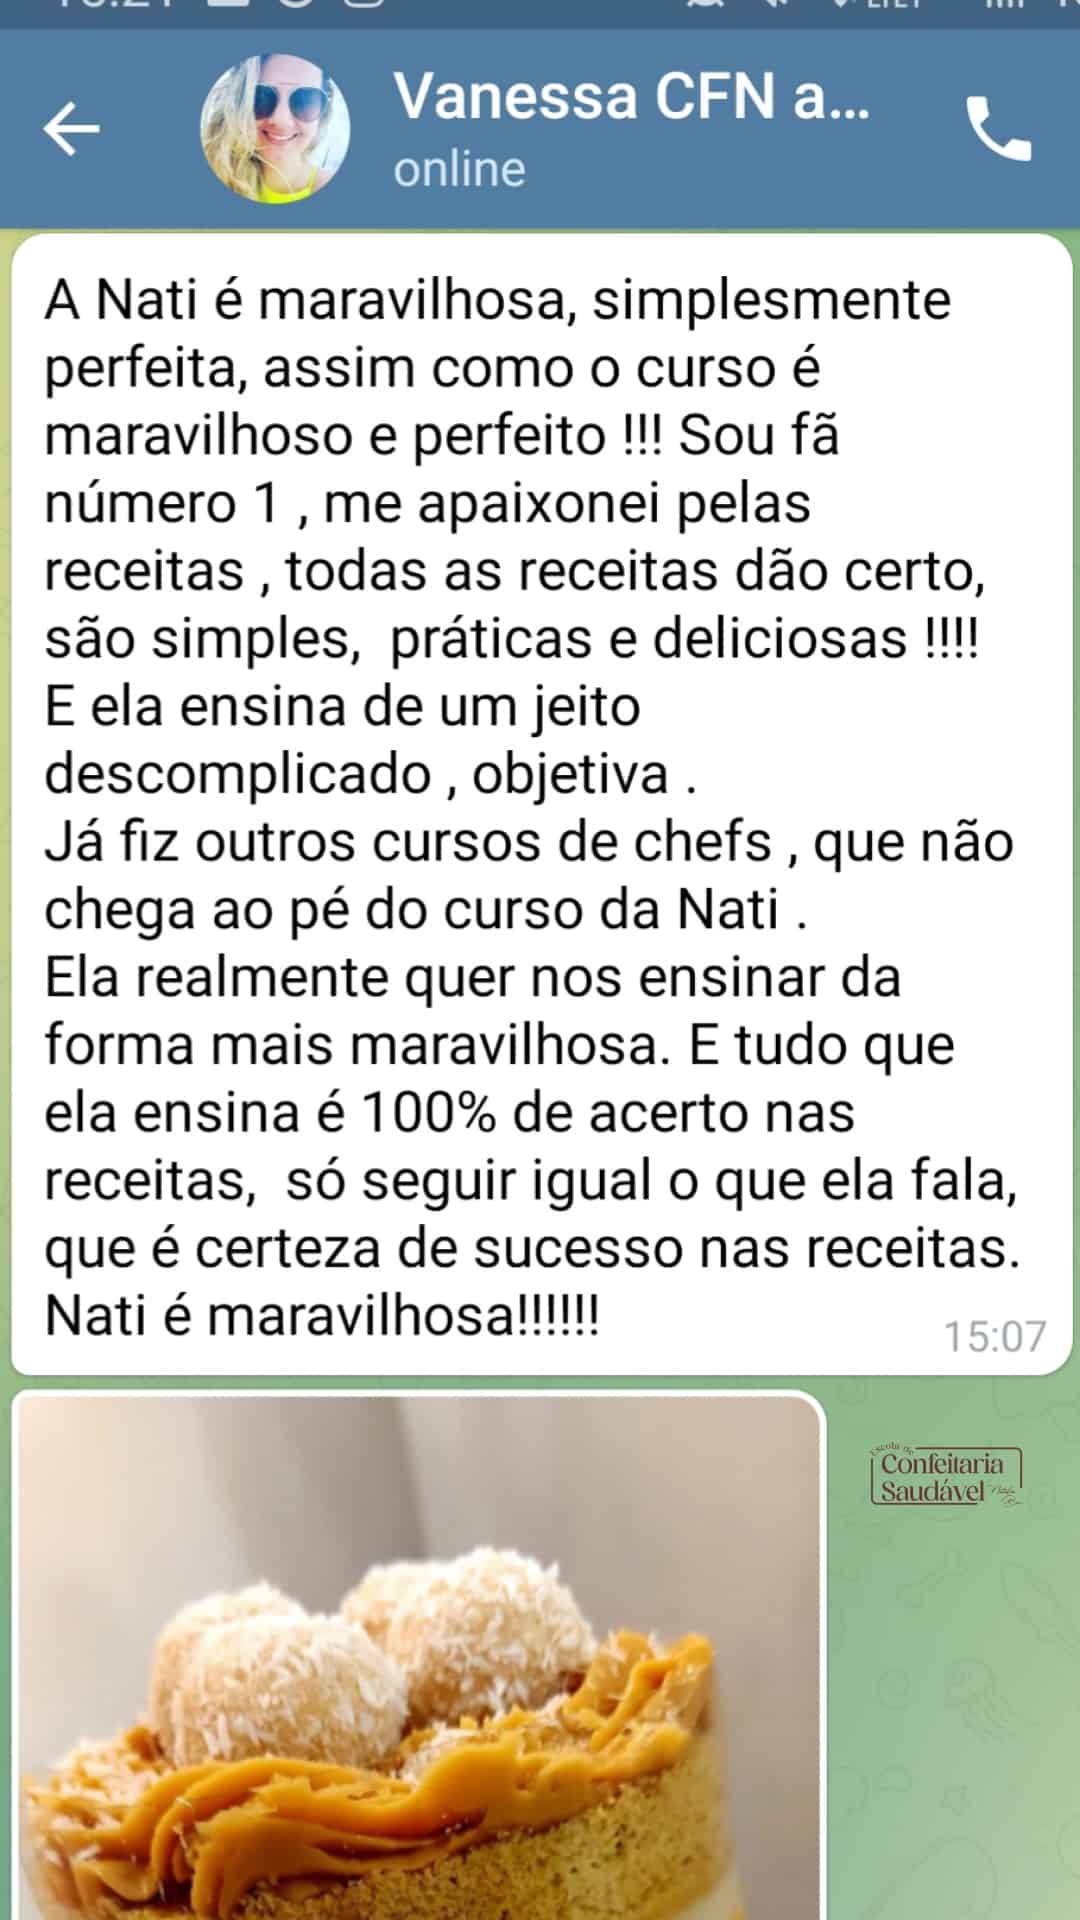 Vanessa CFN a...
online
A Nati é maravilhosa, simplesmente
perfeita, assim como o curso é
maravilhoso e perfeito !!! Sou fã
número 1 , me apaixonei pelas
receitas , todas as receitas dão certo,
são simples,  práticas e deliciosas !!!!
E ela ensina de um jeito
descomplicado , objetiva .
Já fiz outros cursos de chefs , que não
chega ao pé do curso da Nati .
Ela realmente quer nos ensinar da
forma mais maravilhosa. E tudo que
ela ensina é 100% de acerto nas
receitas,  só seguir igual o que ela fala,
que é certeza de sucesso nas receitas.
Nati é maravilhosa!!!!!!
15:07
Escola de
Confeitaria
Saudável